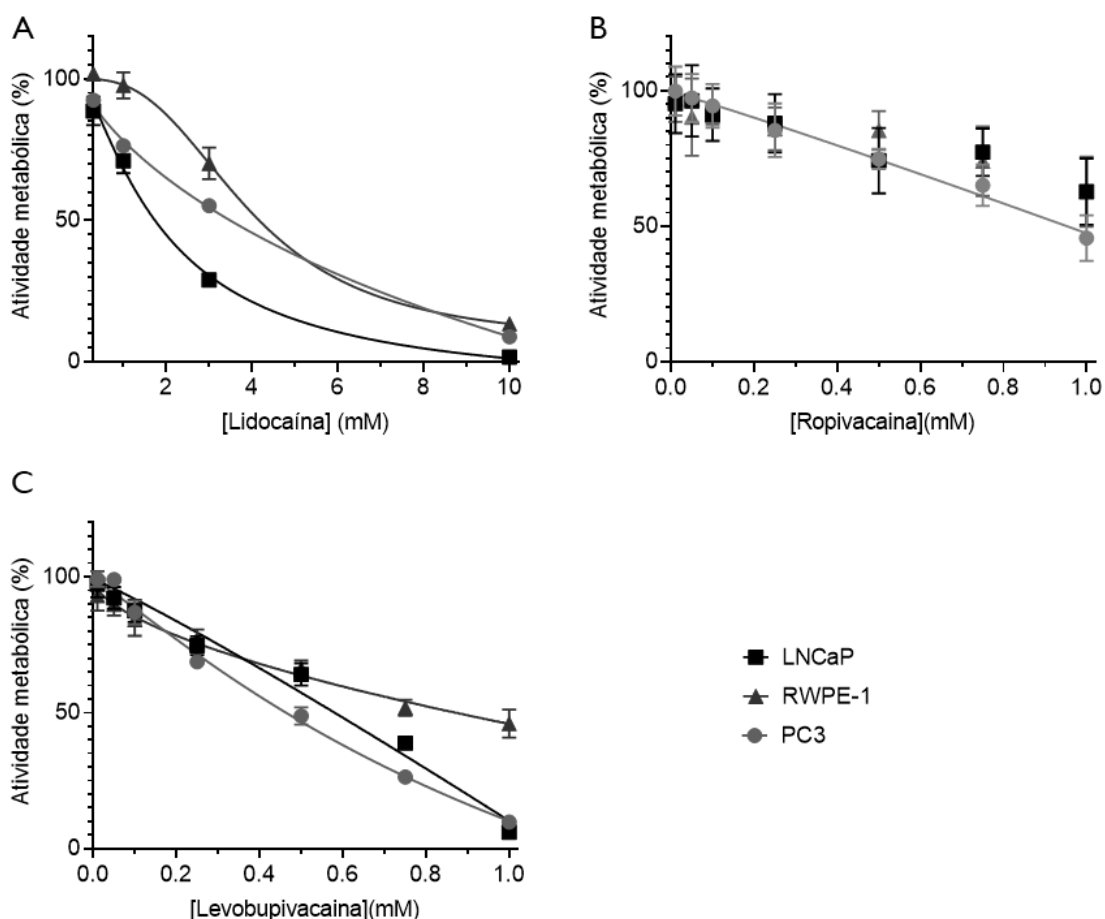 A
Atividade metabólica (%)
100
50
0
2
4
6
8
10
[Lidocaína] (mM)
B
Atividade metabólica (%)
100
50
0
0.0
0.2
0.4
0.6
0.8
1.0
[Ropivacaina](mM)
C
Atividade metabólica (%)
100
50
0
0.0
0.2
0.4
0.6
0.8
1.0
[Levobupivacaina](mM)
LNCaP
RWPE-1
PC3